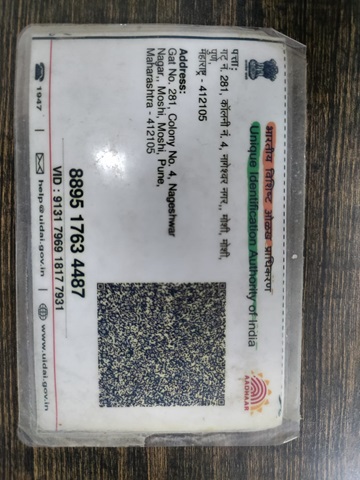 भारतीय विशिष्ट ओळख प्राधिकरण
Unique Identification Authority of India
AADHAAR
पत्ता:
गट नं. 281, कॉलनी नं. 4, नागेश्वर नगर,, मोशी, मोशी,
पुणे,
महाराष्ट्र - 412105
Address:
Gat No. 281, Colony No. 4, Nageshwar
Nagar,, Moshi, Moshi, Pune,
Maharashtra - 412105
8895 1763 4487
VID : 9131 7969 1817 7931
1947 | help@uidai.gov.in | www.uidai.gov.in